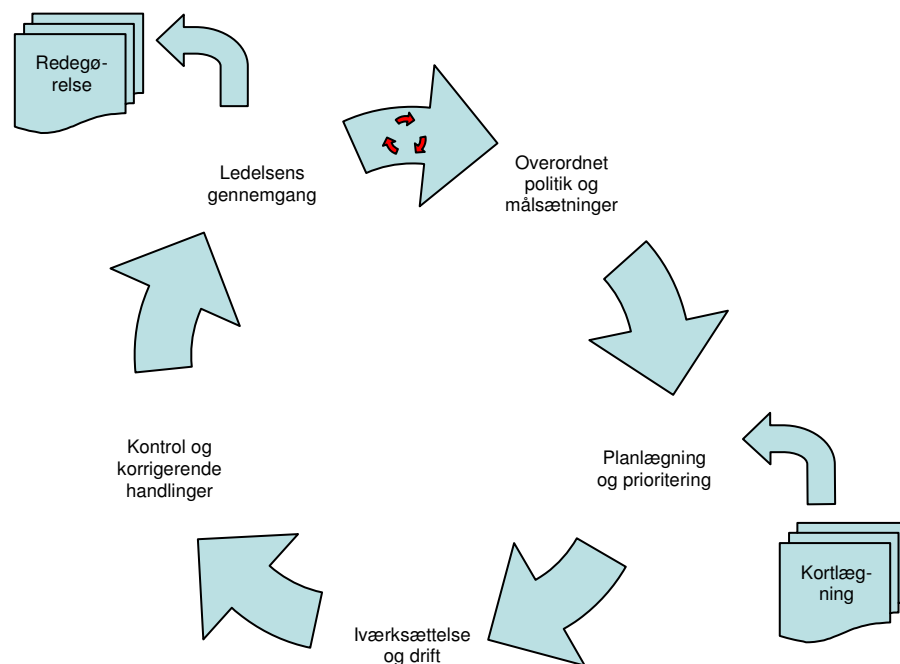 Redegø-
relse
Ledelsens
gennemgang
Overordnet
politik og
målsætninger
Kontrol og
korrigerende
handlinger
Planlægning
og prioritering
Kortlæg-
ning
Iværksættelse
og drift